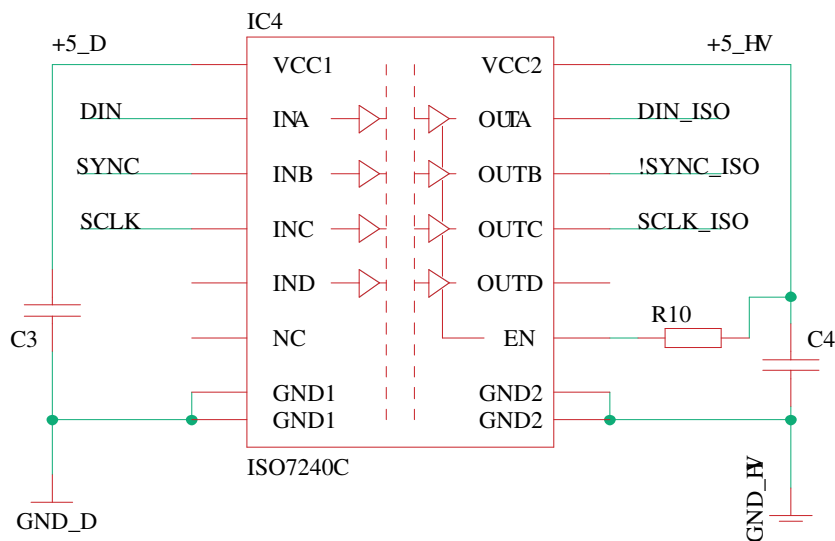 IC4
+5_D
+5_HV
VCC1
VCC2
DIN
INA
OUTA
DIN_ISO
SYNC
INB
OUTB
!SYNC_ISO
SCLK
INC
OUTC
SCLK_ISO
IND
OUTD
R10
C3
NC
EN
C4
GND1
GND2
GND1
GND2
ISO7240C
GND_D
GND_HV